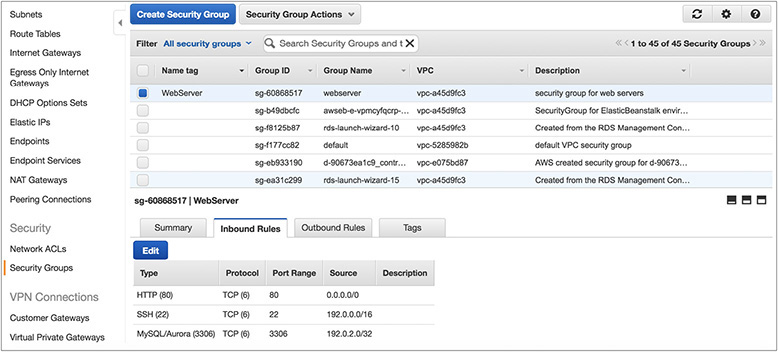 Subnets
Route Tables
Internet Gateways
Egress Only Internet
Gateways
DHCP Options Sets
Elastic IPs
Endpoints
Endpoint Services
NAT Gateways
Peering Connections
Security
Network ACLs
Security Groups
VPN Connections
Customer Gateways
Virtual Private Gateways
Create Security Group Security Group Actions
Filter All security groups Search Security Groups and t 1 to 45 of 45 Security Groups
Name tag Group ID Group Name VPC Description
WebServer sg-60868517 webserver vpc-a45d9fc3 security group for web servers
sg-b49dbcfc awseb-e-vpmcyfqcrp-... vpc-a45d9fc3 SecurityGroup for ElasticBeanstalk envir...
sg-f8125b87 rds-launch-wizard-10 vpc-a45d9fc3 Created from the RDS Management Con...
sg-f177cc82 default vpc-5285982b default VPC security group
sg-eb933190 d-90673ea1c9_contr... vpc-e075bd87 AWS created security group for d-90673...
sg-ea31c299 rds-launch-wizard-15 vpc-a45d9fc3 Created from the RDS Management Con...
sg-60868517 | WebServer
Summary Inbound Rules Outbound Rules Tags
Edit
Type Protocol Port Range Source Description
HTTP (80) TCP (6) 80 0.0.0.0/0
SSH (22) TCP (6) 22 192.0.0.0/16
MySQL/Aurora (3306) TCP (6) 3306 192.0.2.0/32